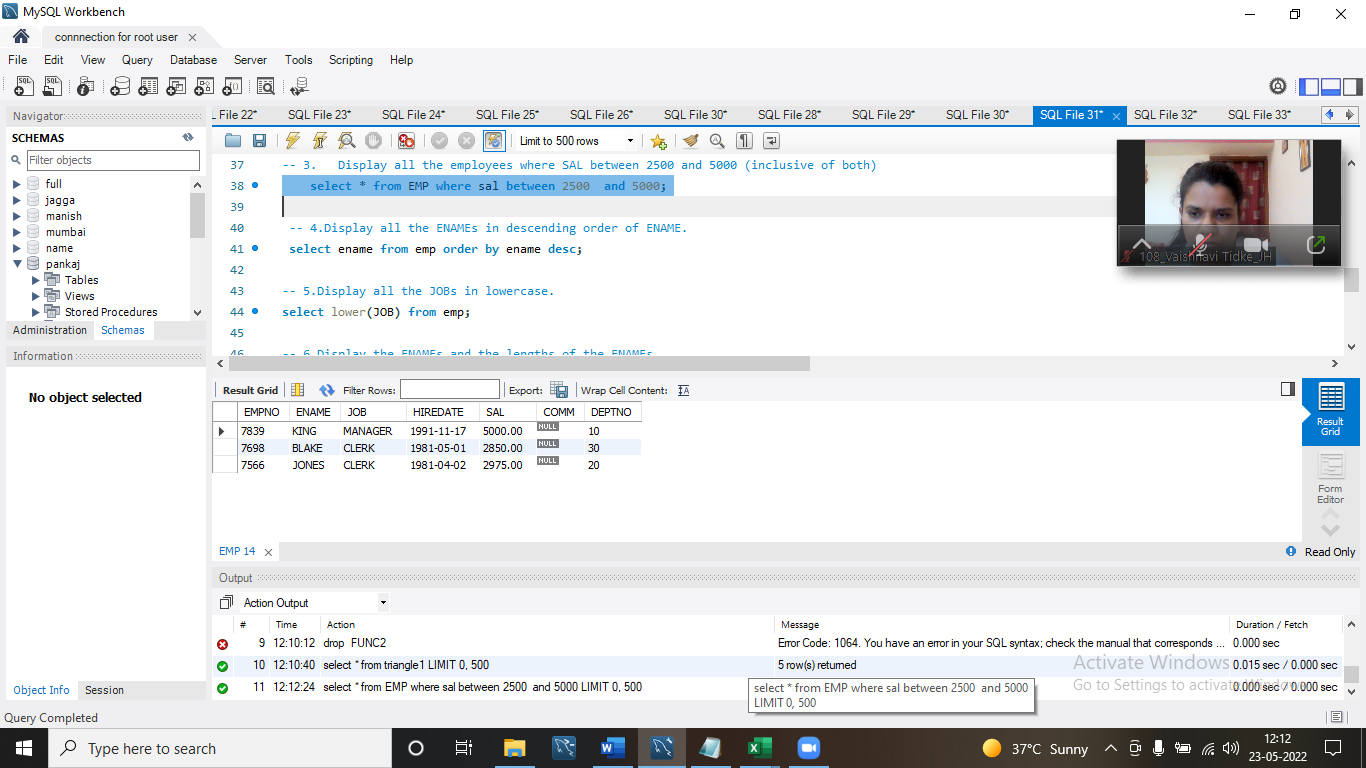 MySQL Workbench
connnection for root user
File Edit View Query Database Server Tools Scripting Help
Navigator
SCHEMAS
Filter objects
full
jagga
manish
mumbai
name
pankaj
Tables
Views
Stored Procedures
Administration Schemas
Information
No object selected
Object Info Session
File 22* SQL File 23* SQL File 24* SQL File 25* SQL File 26* SQL File 30* SQL File 28* SQL File 29* SQL File 30* SQL File 31* SQL File 32* SQL File 33*
Limit to 500 rows
37 -- 3. Display all the employees where SAL between 2500 and 5000 (inclusive of both)
38 select * from EMP where sal between 2500 and 5000;
39
40 -- 4.Display all the ENAMEs in descending order of ENAME.
41 select ename from emp order by ename desc;
42
43 -- 5.Display all the JOBs in lowercase.
44 select lower(JOB) from emp;
45
46 -- 6.Display the ENAMEs and the lengths of the ENAMEs
108_Vaishnavi Tidke_JH
Result Grid Filter Rows: Export: Wrap Cell Content:
EMPNO ENAME JOB HIREDATE SAL COMM DEPTNO
7839 KING MANAGER 1991-11-17 5000.00 NULL 10
7698 BLAKE CLERK 1981-05-01 2850.00 NULL 30
7566 JONES CLERK 1981-04-02 2975.00 NULL 20
Result
Grid
Form
Editor
EMP 14
Read Only
Output
Action Output
# Time Action Message Duration / Fetch
9 12:10:12 drop FUNC2 Error Code: 1064. You have an error in your SQL syntax; check the manual that corresponds ... 0.000 sec
10 12:10:40 select * from triangle1 LIMIT 0, 500 5 row(s) returned 0.015 sec / 0.000 sec
11 12:12:24 select * from EMP where sal between 2500 and 5000 LIMIT 0, 500 0.000 sec / 0.000 sec
select * from EMP where sal between 2500 and 5000
LIMIT 0, 500
Activate Windows
Go to Settings to activate Windows.
Query Completed
Type here to search
37°C Sunny
12:12
23-05-2022